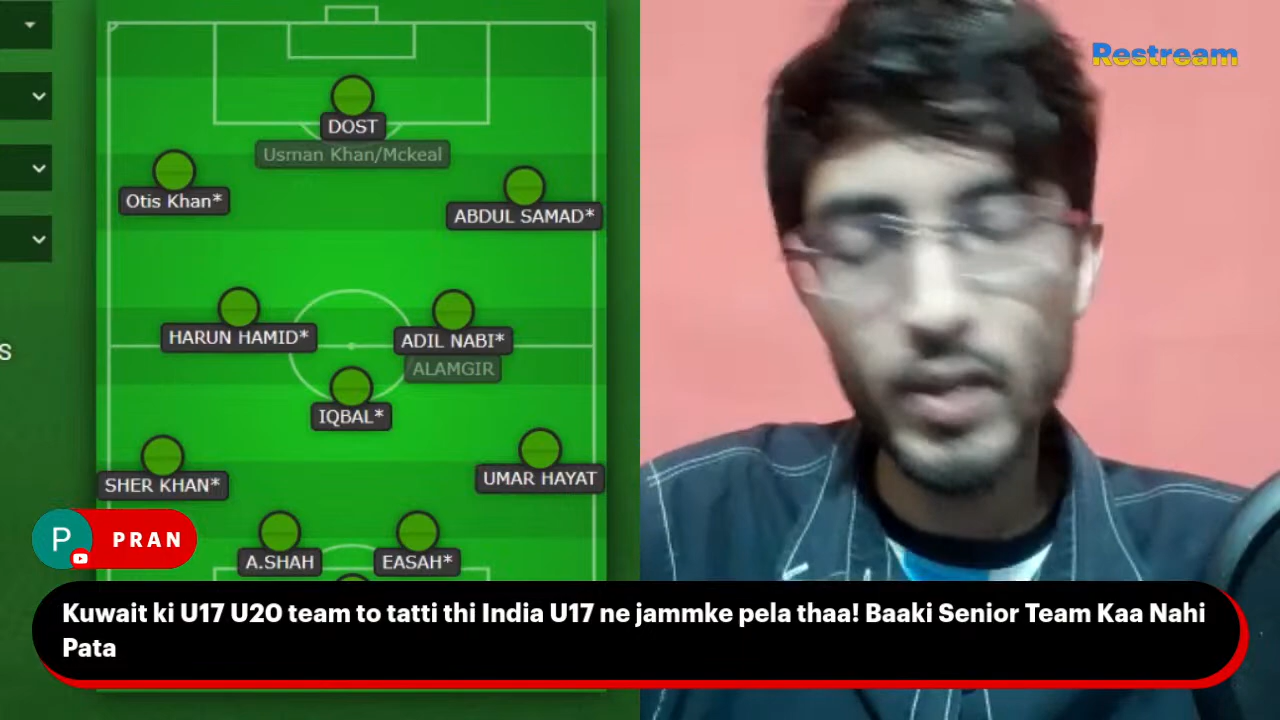 Restream
DOST
Usman Khan/Mckeal
Otis Khan*
ABDUL SAMAD*
HARUN HAMID*
ADIL NABI*
ALAMGIR
S
IQBAL*
SHER KHAN*
UMAR HAYAT
P PRAN
A.SHAH
EASAH*
Kuwait ki U17 U20 team to tatti thi India U17 ne jammke pela thaa! Baaki Senior Team Kaa Nahi
Pata